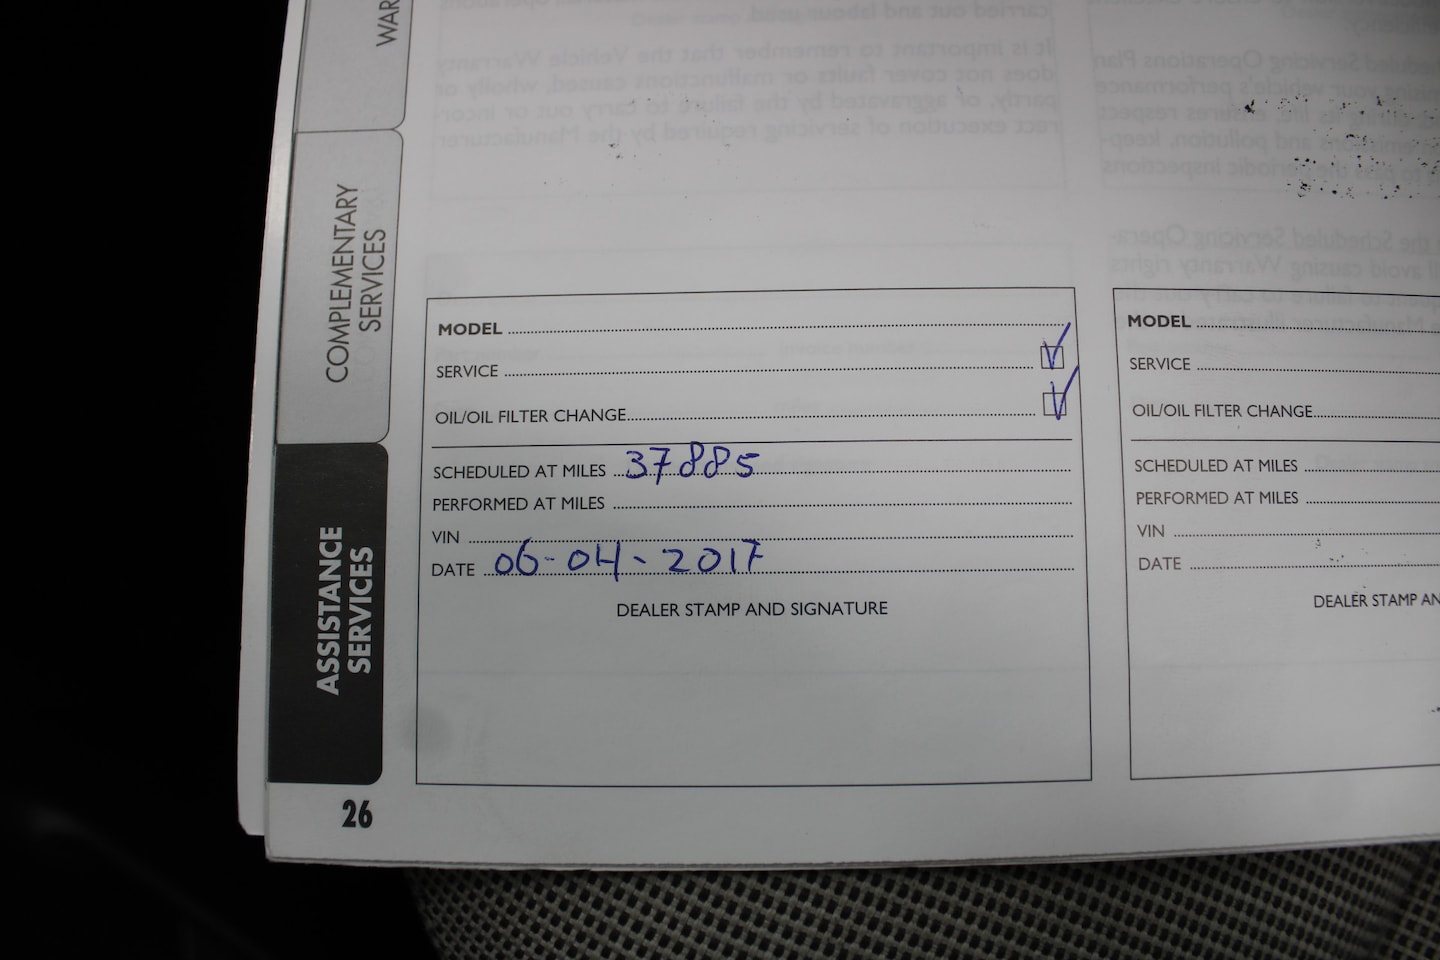 WAR
COMPLEMENTARY
SERVICES
ASSISTANCE
SERVICES
26
MODEL
SERVICE
OIL/OIL FILTER CHANGE
SCHEDULED AT MILES 37885
PERFORMED AT MILES
VIN
DATE 06-04-2017
DEALER STAMP AND SIGNATURE
MODEL
SERVICE
OIL/OIL FILTER CHANGE
SCHEDULED AT MILES
PERFORMED AT MILES
VIN
DATE
DEALER STAMP AN